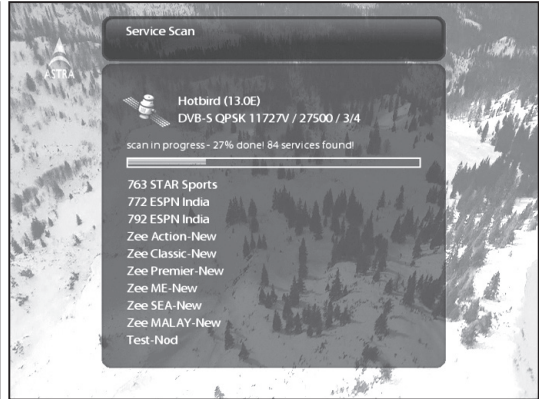 Service Scan
ASTRA
Hotbird (13.0E)
DVB-S QPSK 11727V / 27500 / 3/4
scan in progress - 27% done! 84 services found!
763 STAR Sports
772 ESPN India
792 ESPN India
Zee Action-New
Zee Classic-New
Zee Premier-New
Zee ME-New
Zee SEA-New
Zee MALAY-New
Test-Nod